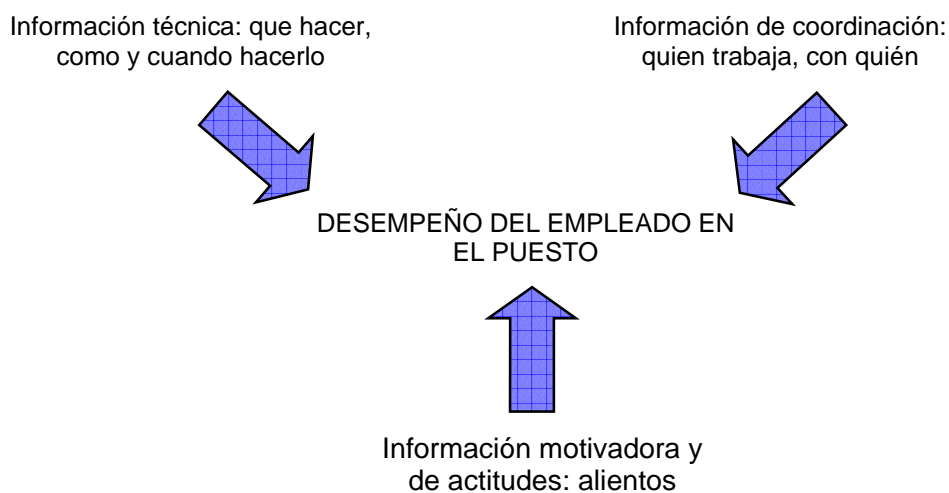 Información técnica: que hacer,
como y cuando hacerlo
Información de coordinación:
quien trabaja, con quién
DESEMPEÑO DEL EMPLEADO EN
EL PUESTO
Información motivadora y
de actitudes: alientos